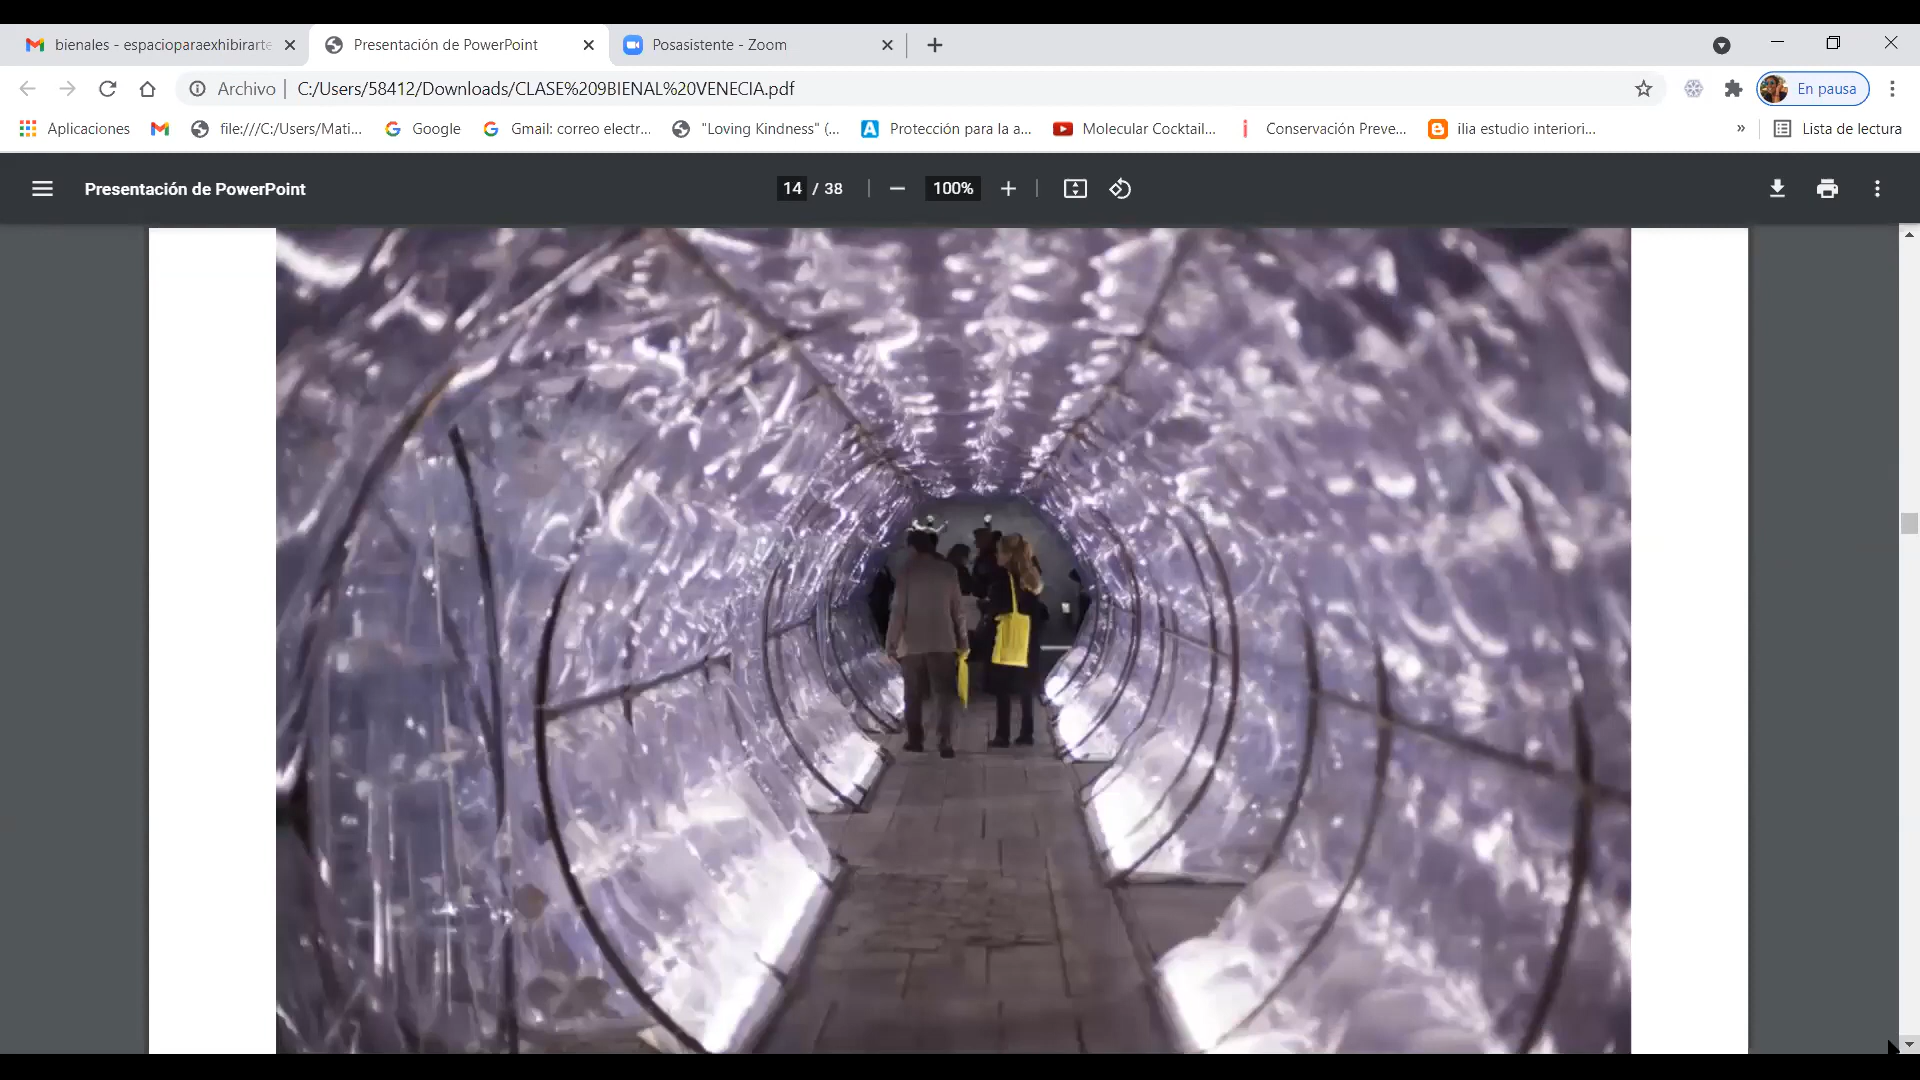 bienales - espacioparaexhibirarte
Presentación de PowerPoint
Posasistente - Zoom
Archivo
C:/Users/58412/Downloads/CLASE%209BIENAL%20VENECIA.pdf
En pausa
Aplicaciones
file:///C:/Users/Mati...
Google
Gmail: correo electr...
"Loving Kindness" (...
Protección para la a...
Molecular Cocktail...
Conservación Preve...
ilia estudio interiori...
»
Lista de lectura
Presentación de PowerPoint
14 / 38
100%